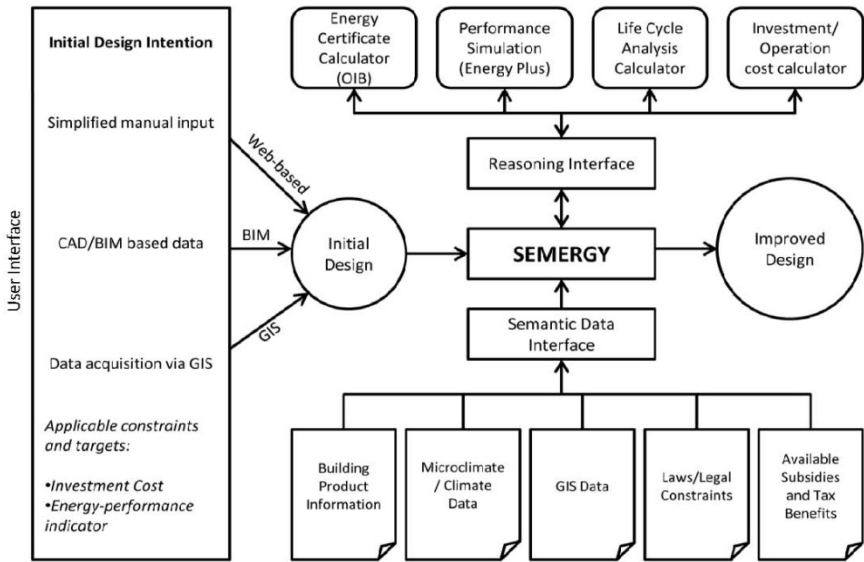 User Interface
Initial Design Intention
Simplified manual input
CAD/BIM based data
Data acquisition via GIS
Applicable constraints
and targets:
•Investment Cost
•Energy-performance
indicator
Web-based
BIM
GIS
Initial
Design
Energy
Certificate
Calculator
(OIB)
Performance
Simulation
(Energy Plus)
Life Cycle
Analysis
Calculator
Investment/
Operation
cost calculator
Reasoning Interface
SEMERGY
Improved
Design
Semantic Data
Interface
Building
Product
Information
Microclimate
/ Climate
Data
GIS Data
Laws/Legal
Constraints
Available
Subsidies
and Tax
Benefits